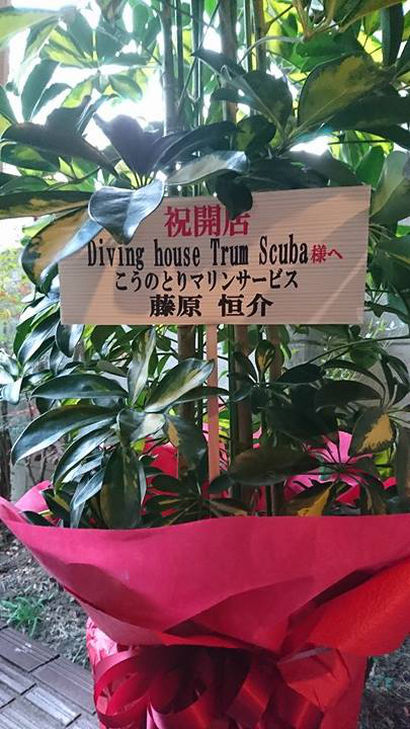 祝開店
Diving house Trum Scuba様へ
こうのとりマリンサービス
藤原 恒介